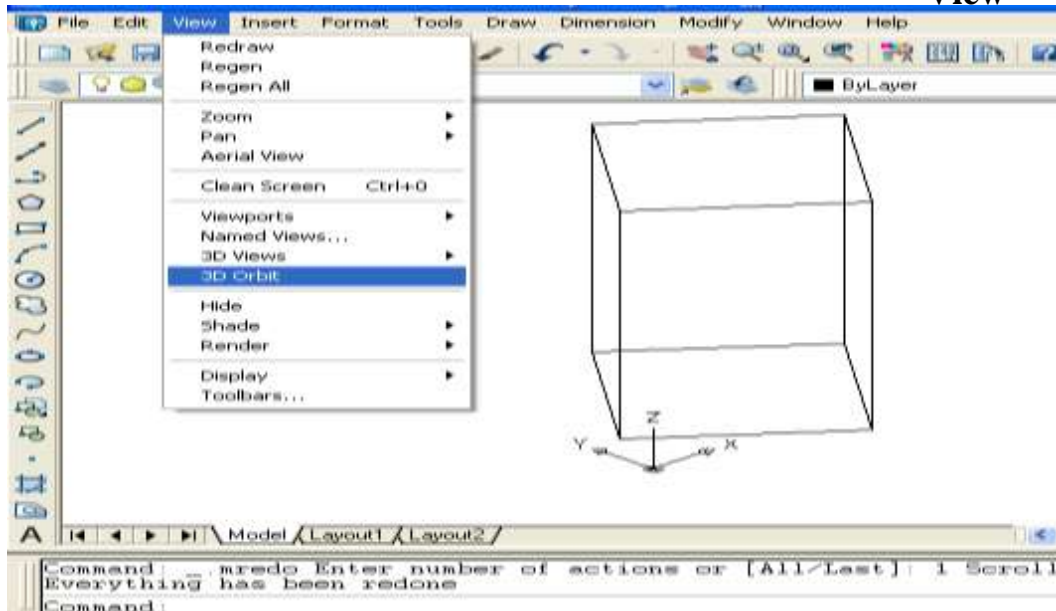 View
File Edit View Insert Format Tools Draw Dimension Modify Window Help
Redraw
Regen
Regen All
ByLayer
Zoom
Pan
Aerial View
Clean Screen Ctrl+0
Viewports
Named Views...
3D Views
3D Orbit
Hide
Shade
Render
Display
Toolbars...
Z
Y X
A Model Layout1 Layout2
Command: _mredo Enter number of actions or [All/Last]: 1 Scroll
Everything has been redone
Command: